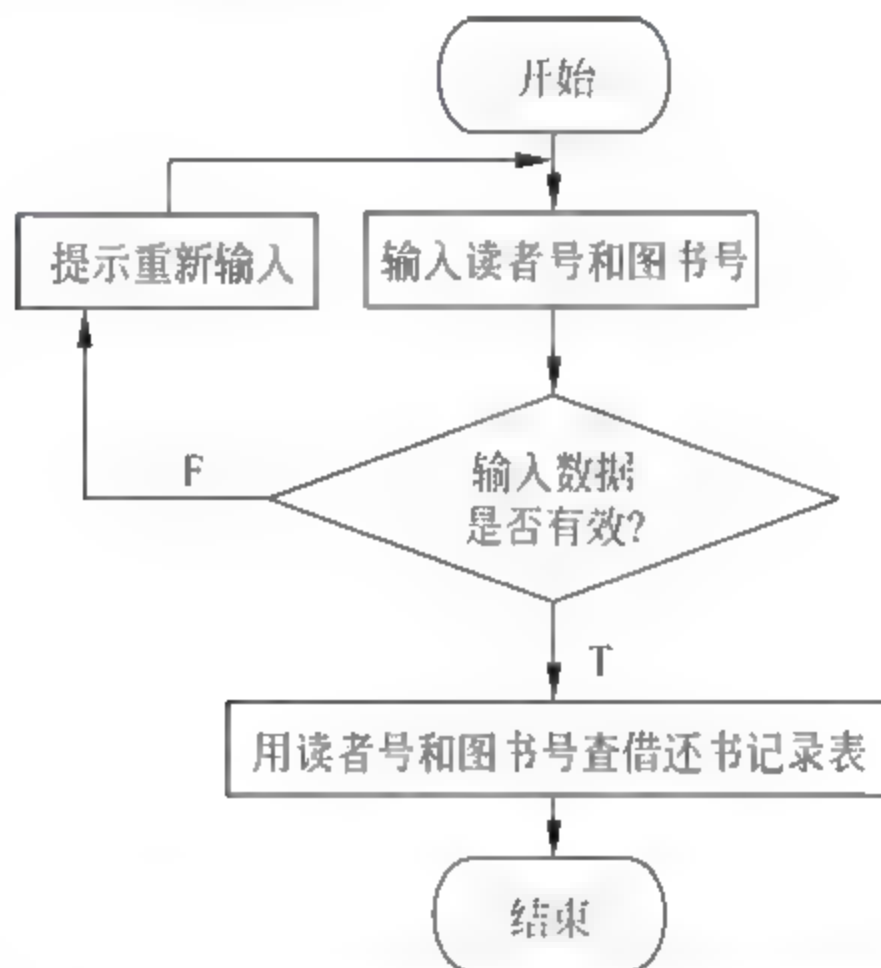 开始
提示重新输入
输入读者号和图书号
F
输入数据
是否有效?
T
用读者号和图书号查借还书记录表
结束